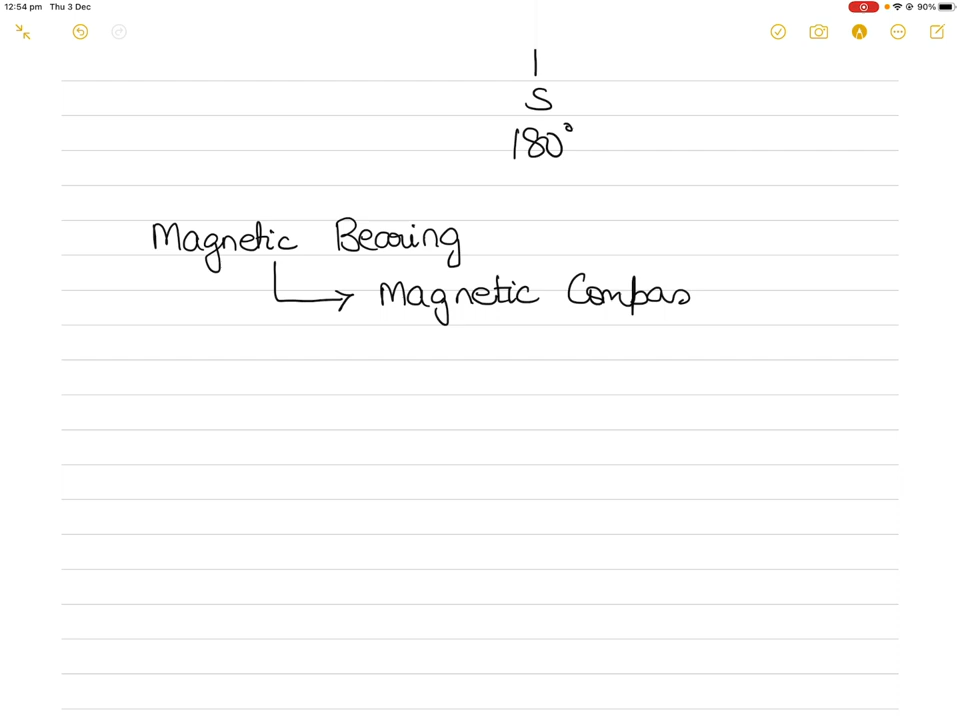 12:54 pm Thu 3 Dec 90%
S
180°
Magnetic Bearing
Magnetic Compas